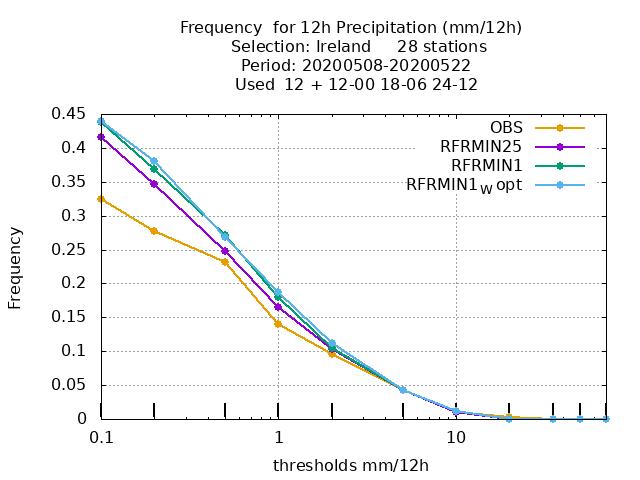 Frequency  for 12h Precipitation (mm/12h)
Selection: Ireland     28 stations
Period: 20200508-20200522
Used  12 + 12-00 18-06 24-12
OBS
RFRMIN25
RFRMIN1
RFRMIN1W opt
Frequency
0.45
0.4
0.35
0.3
0.25
0.2
0.15
0.1
0.05
0
0.1 1 10
thresholds mm/12h